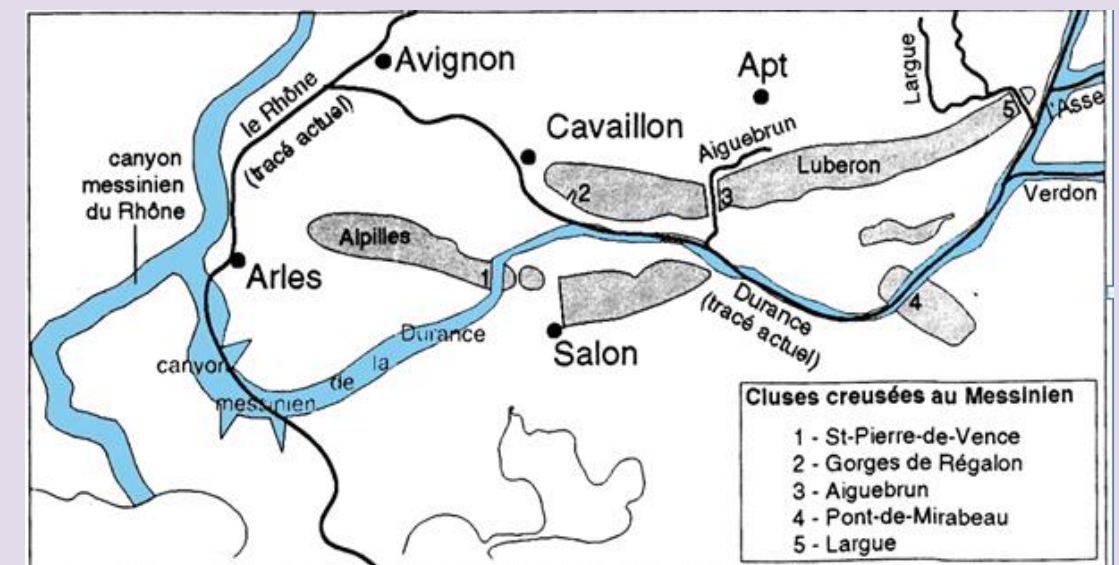 Avignon
Apt
Largue
5
l'Asse
le Rhône
(tracé actuel)
Cavaillon
Aiguebrun
Luberon
canyon
messinien
du Rhône
2
3
Verdon
Alpilles
Arles
1
4
Durance
(tracé actuel)
Salon
canyon
messinien
de la
Durance
Cluses creusées au Messinien
1 - St-Pierre-de-Vence
2 - Gorges de Régalon
3 - Aiguebrun
4 - Pont-de-Mirabeau
5 - Largue